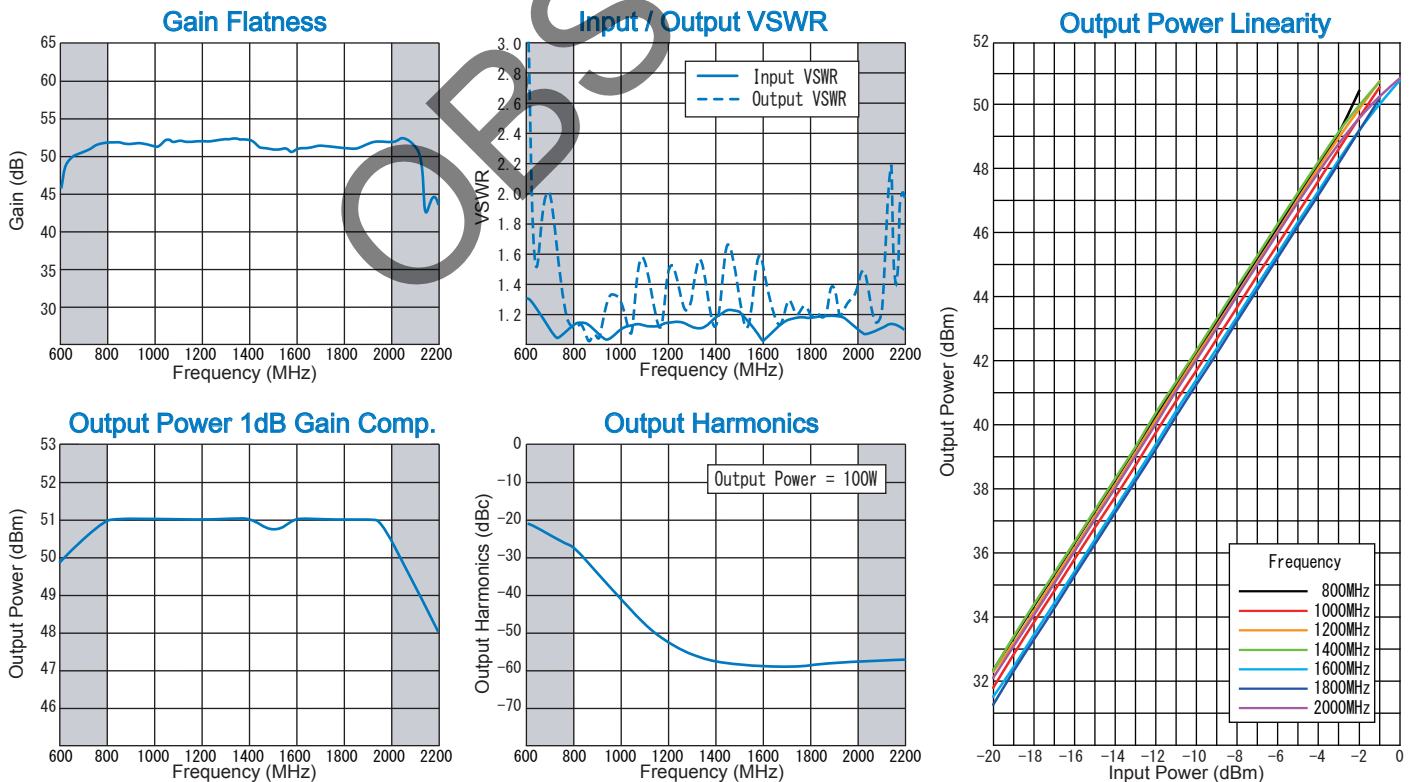 Gain Flatness
65
60
55
50
45
40
35
30
Gain (dB)
600 800 1000 1200 1400 1600 1800 2000 2200
Frequency (MHz)
Input / Output VSWR
3.0
2.8
2.6
2.4
2.2
2.0
1.8
1.6
1.4
1.2
VSWR
Input VSWR
Output VSWR
600 800 1000 1200 1400 1600 1800 2000 2200
Frequency (MHz)
OBS
Output Power 1dB Gain Comp.
53
52
51
50
49
48
47
46
Output Power (dBm)
600 800 1000 1200 1400 1600 1800 2000 2200
Frequency (MHz)
Output Harmonics
0
-10
-20
-30
-40
-50
-60
-70
Output Harmonics (dBc)
Output Power = 100W
600 800 1000 1200 1400 1600 1800 2000 2200
Frequency (MHz)
Output Power Linearity
52
50
48
46
44
42
40
38
36
34
32
Output Power (dBm)
Frequency
800MHz
1000MHz
1200MHz
1400MHz
1600MHz
1800MHz
2000MHz
-20 -18 -16 -14 -12 -10 -8 -6 -4 -2 0
Input Power (dBm)